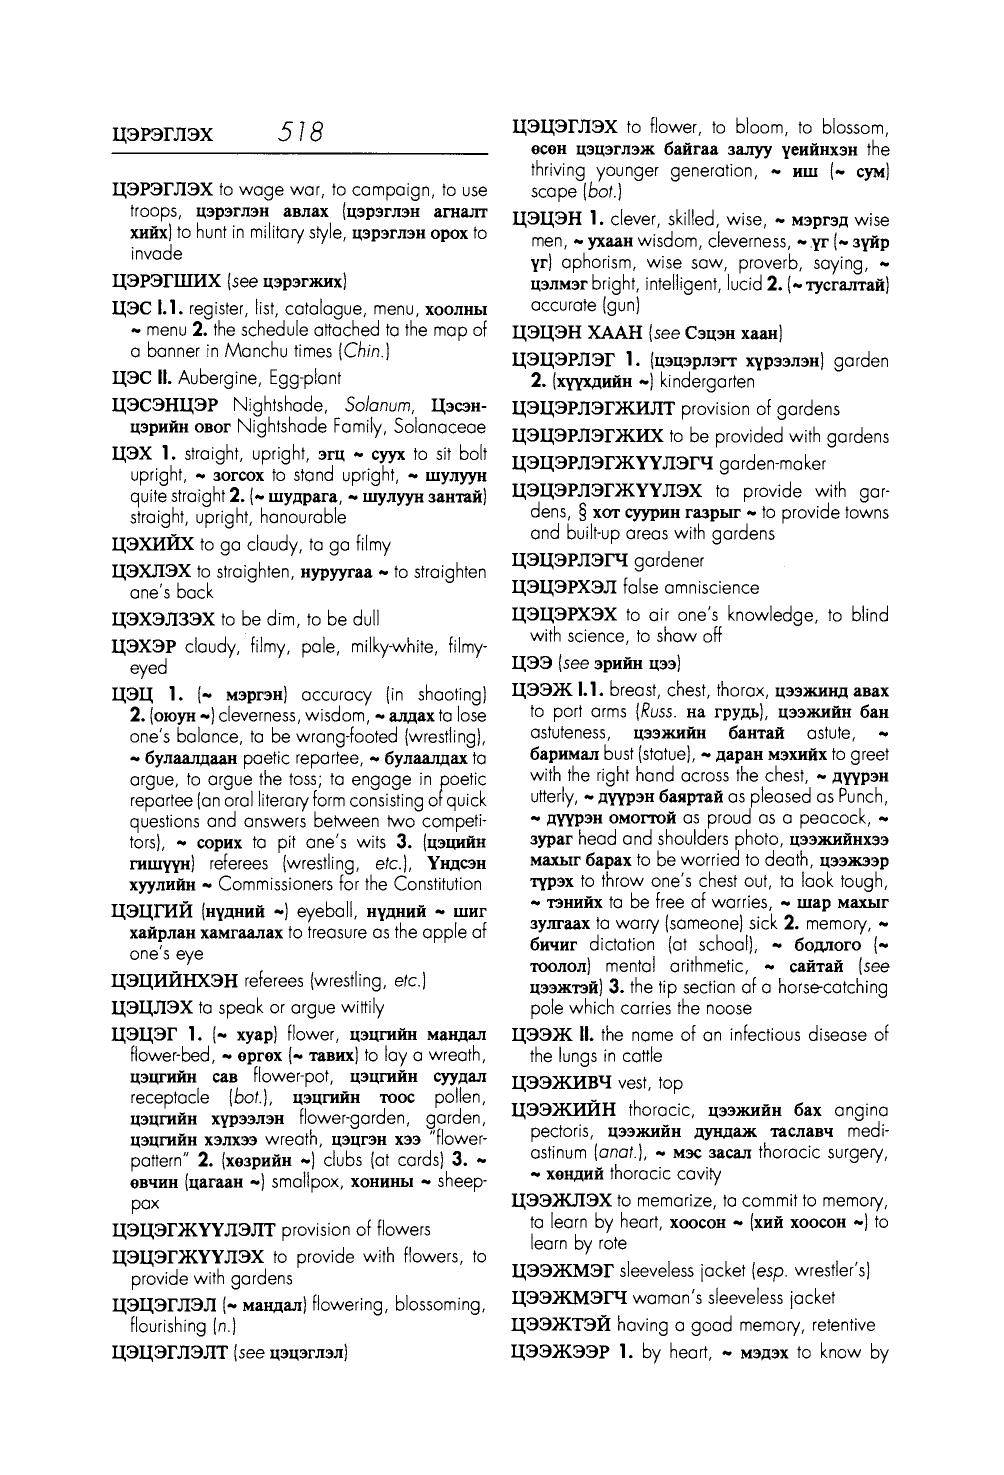 ЦЭРЭГЛЭХ 518
ЦЭРЭГЛЭХ to wage war, to campaign, to use
troops, цэрэглэн авлах (цэрэглэн агналт
хийх) to hunt in military style, цэрэглэн орох to
invade
ЦЭРЭГШИХ (see цэрэгжих)
ЦЭС I.1. register, list, catalogue, menu, хоолны
~ menu 2. the schedule attached to the map of
a banner in Manchu times (Chin.)
ЦЭС II. Aubergine, Egg-plant
ЦЭСЭНЦЭР Nightshade, Solanum, Цэсэн-
цэрийн овог Nightshade Family, Solanaceae
ЦЭХ 1. straight, upright, эгц ~ суух to sit bolt
upright, ~ зогсох to stand upright, ~ шулуун
quite straight 2. (~ шударга, ~ шулуун зантай)
straight, upright, honourable
ЦЭХИЙХ to go cloudy, to go filmy
ЦЭХЛЭХ to straighten, нуруугаа ~ to straighten
one's back
ЦЭХЭЛЗЭХ to be dim, to be dull
ЦЭХЭР cloudy, filmy, pale, milky-white, filmy-
eyed
ЦЭЦ 1. (~ мэргэн) accuracy (in shooting)
2. (оюун ~) cleverness, wisdom, ~ алдах to lose
one's balance, to be wrong-footed (wrestling),
~ булаалдаан poetic repartee, ~ булаалдах to
argue, to argue the toss; to engage in poetic
repartee (an oral literary form consisting of quick
questions and answers between two competi-
tors), ~ сорих to pit one's wits 3. (цэцийн
гишүүн) referees (wrestling, etc.), Үндсэн
хуулийн ~ Commissioners for the Constitution
ЦЭЦГИЙ (нүдний ~) eyeball, нүдний ~ шиг
хайрлан хамгаалах to treasure as the apple of
one's eye
ЦЭЦИЙНХЭН referees (wrestling, etc.)
ЦЭЦЛЭХ to speak or argue wittily
ЦЭЦЭГ 1. (~ хуар) flower, цэцгийн мандал
flower-bed, ~ өргөх (~ тавих) to lay a wreath,
цэцгийн сав flower-pot, цэцгийн суудал
receptacle (bot.), цэцгийн тоос pollen,
цэцгийн хүрээлэн flower-garden, garden,
цэцгийн хэлхээ wreath, цэцгэн хээ "flower-
pattern" 2. (хөзрийн ~) clubs (at cards) 3. ~
өвчин (цагаан ~) smallpox, хонины ~ sheep-
pox
ЦЭЦЭГЖҮҮЛЭЛТ provision of flowers
ЦЭЦЭГЖҮҮЛЭХ to provide with flowers, to
provide with gardens
ЦЭЦЭГЛЭЛ (~ мандал) flowering, blossoming,
flourishing (n.)
ЦЭЦЭГЛЭЛТ (see цэцэглэл)
ЦЭЦЭГЛЭХ to flower, to bloom, to blossom,
өсөн цэцэглэж байгаа залуу үеийнхэн the
thriving younger generation, ~ иш (~ сум)
scape (bot.)
ЦЭЦЭН 1. clever, skilled, wise, ~ мэргэд wise
men, ~ ухаан wisdom, cleverness, ~ үг (~ зүйр
үг) aphorism, wise saw, proverb, saying, ~
цэлмэг bright, intelligent, lucid 2. (~ тусгалтай)
accurate (gun)
ЦЭЦЭН ХААН (see Сэцэн хаан)
ЦЭЦЭРЛЭГ 1. (цэцэрлэгт хүрээлэн) garden
2. (хүүхдийн ~) kindergarten
ЦЭЦЭРЛЭГЖИЛТ provision of gardens
ЦЭЦЭРЛЭГЖИХ to be provided with gardens
ЦЭЦЭРЛЭГЖҮҮЛЭГЧ garden-maker
ЦЭЦЭРЛЭГЖҮҮЛЭХ to provide with gar-
dens, § хот суурин газрыг ~ to provide towns
and built-up areas with gardens
ЦЭЦЭРЛЭГЧ gardener
ЦЭЦЭРХЭЛ false omniscience
ЦЭЦЭРХЭХ to air one's knowledge, to blind
with science, to show off
ЦЭЭ (see эрийн цээ)
ЦЭЭЖ I.1. breast, chest, thorax, цээжинд авах
to port arms (Russ. на грудь), цээжийн бан
astuteness, цээжийн бантай astute, ~
баримал bust (statue), ~ даран мэхийх to greet
with the right hand across the chest, ~ дүүрэн
utterly, ~ дүүрэн баяртай as pleased as Punch,
~ дүүрэн омогтой as proud as a peacock, ~
зураг head and shoulders photo, цээжийнхээ
махыг барах to be worried to death, цээжээр
түрэх to throw one's chest out, to look tough,
~ тэнийх to be free of worries, ~ шар махыг
зулгаах to worry (someone) sick 2. memory, ~
бичиг dictation (at school), ~ бодлого (~
тоолол) mental arithmetic, ~ сайтай (see
цээжтэй) 3. the tip section of a horse-catching
pole which carries the noose
ЦЭЭЖ II. the name of an infectious disease of
the lungs in cattle
ЦЭЭЖИВЧ vest, top
ЦЭЭЖИЙН thoracic, цээжийн бах angina
pectoris, цээжийн дундаж таславч medi-
astinum (anat.), ~ мэс засал thoracic surgery,
~ хөндий thoracic cavity
ЦЭЭЖЛЭХ to memorize, to commit to memory,
to learn by heart, хоосон ~ (хий хоосон ~) to
learn by rote
ЦЭЭЖМЭГ sleeveless jacket (esp. wrestler's)
ЦЭЭЖМЭГЧ woman's sleeveless jacket
ЦЭЭЖТЭЙ having a good memory, retentive
ЦЭЭЖЭЭР 1. by heart, ~ мэдэх to know by